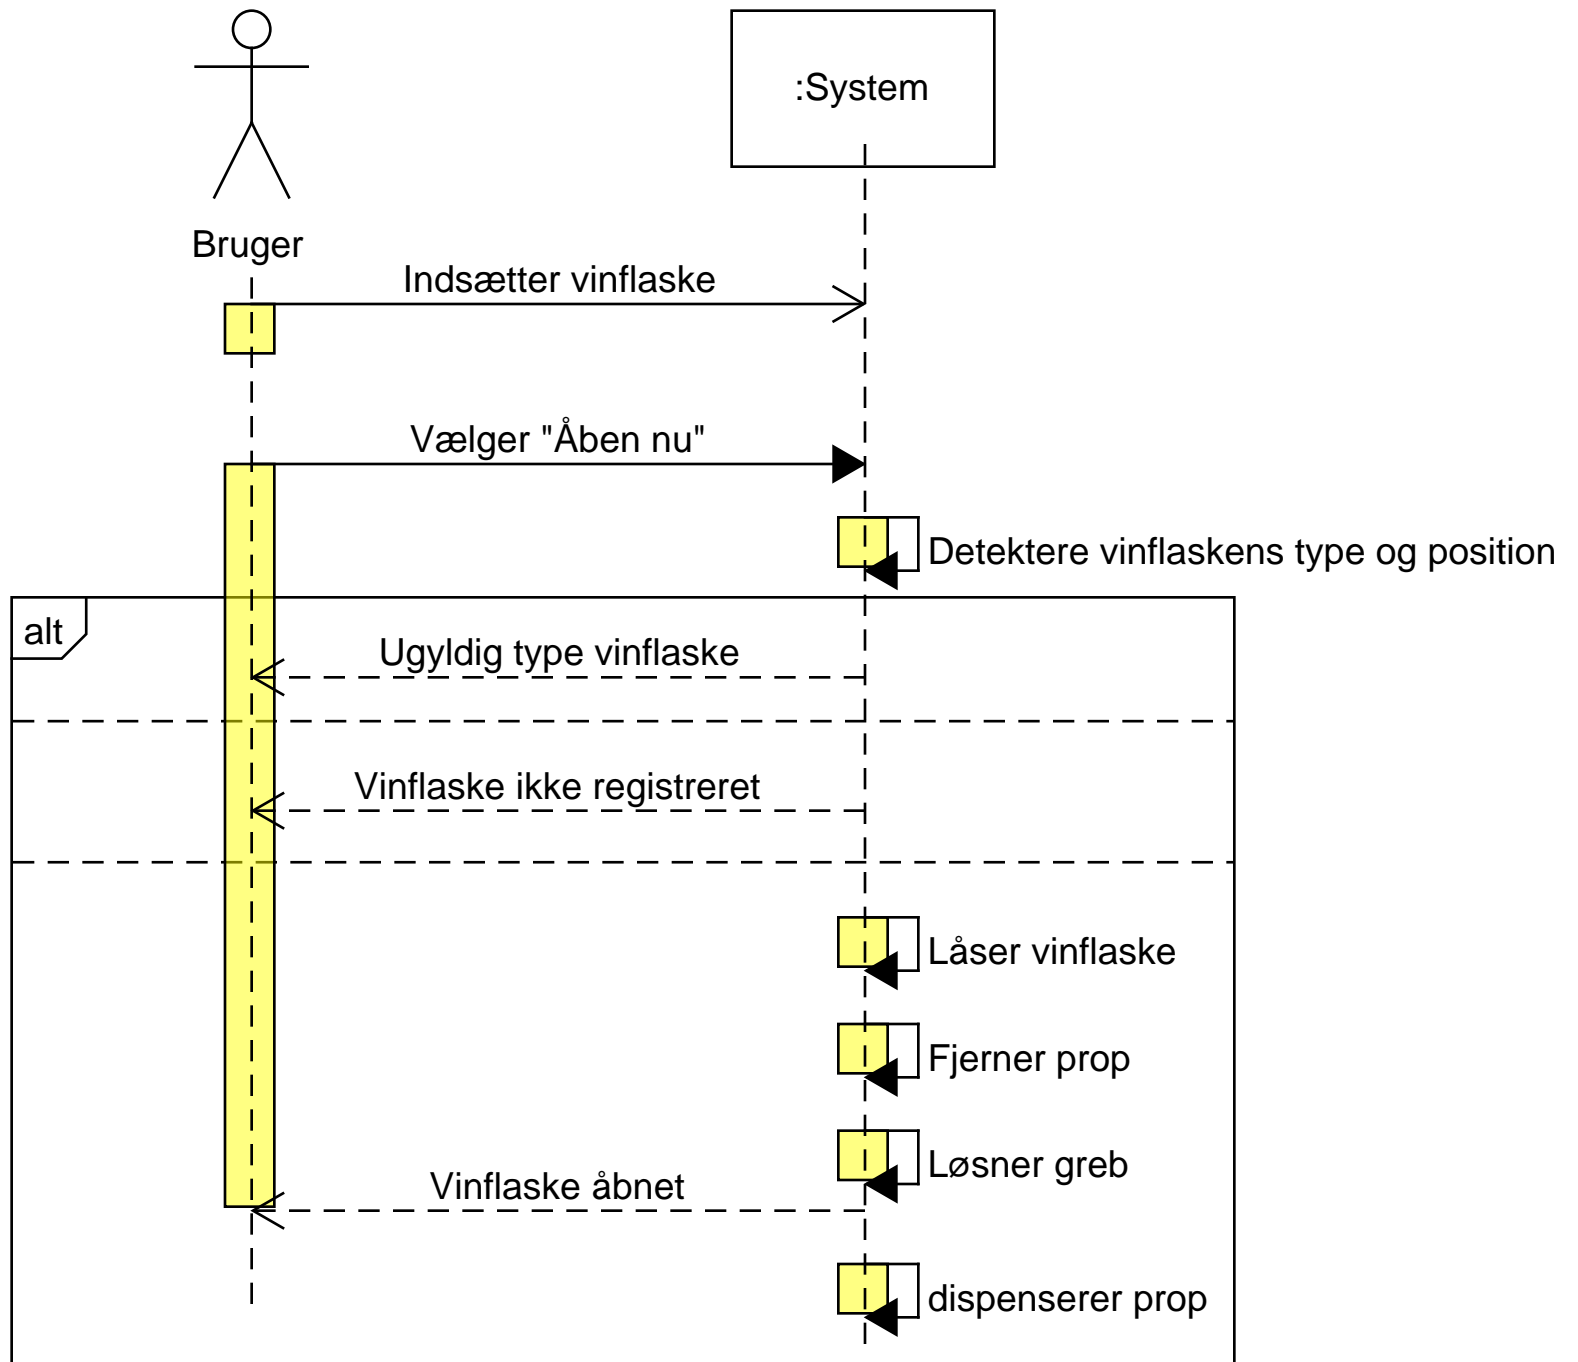 :System
Bruger
Indsætter vinflaske
Vælger "Åben nu"
Detektere vinflaskens type og position
alt
Ugyldig type vinflaske
Vinflaske ikke registreret
Låser vinflaske
Fjerner prop
Løsner greb
Vinflaske åbnet
dispenserer prop